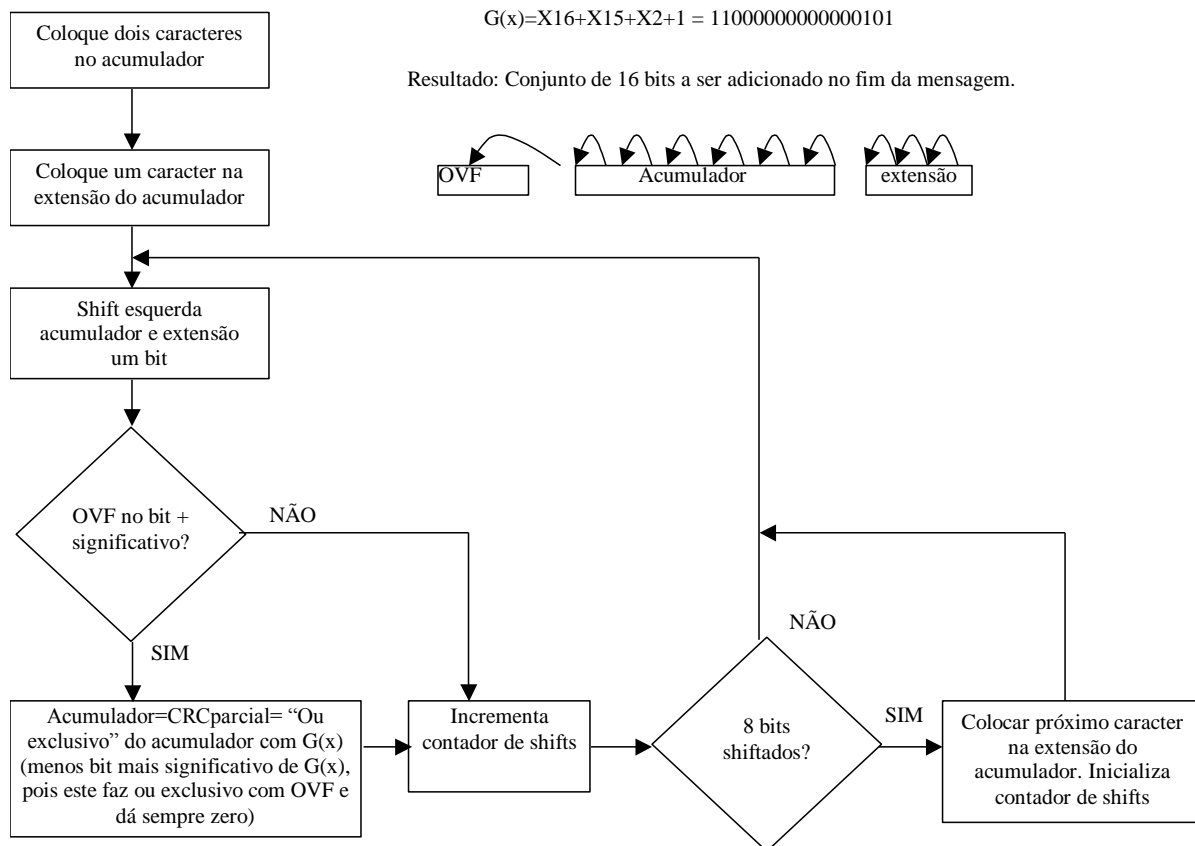 G(x)=X16+X15+X2+1 = 11000000000000101
Resultado: Conjunto de 16 bits a ser adicionado no fim da mensagem.
OVF
Acumulador
extensão
Coloque dois caracteres
no acumulador
Coloque um caracter na
extensão do acumulador
Shift esquerda
acumulador e extensão
um bit
OVF no bit +
significativo?
NÃO
SIM
Acumulador=CRCparcial= “Ou
exclusivo” do acumulador com G(x)
(menos bit mais significativo de G(x),
pois este faz ou exclusivo com OVF e
dá sempre zero)
Incrementa
contador de shifts
8 bits
shiftados?
NÃO
SIM
Colocar próximo caracter
na extensão do
acumulador. Inicializa
contador de shifts